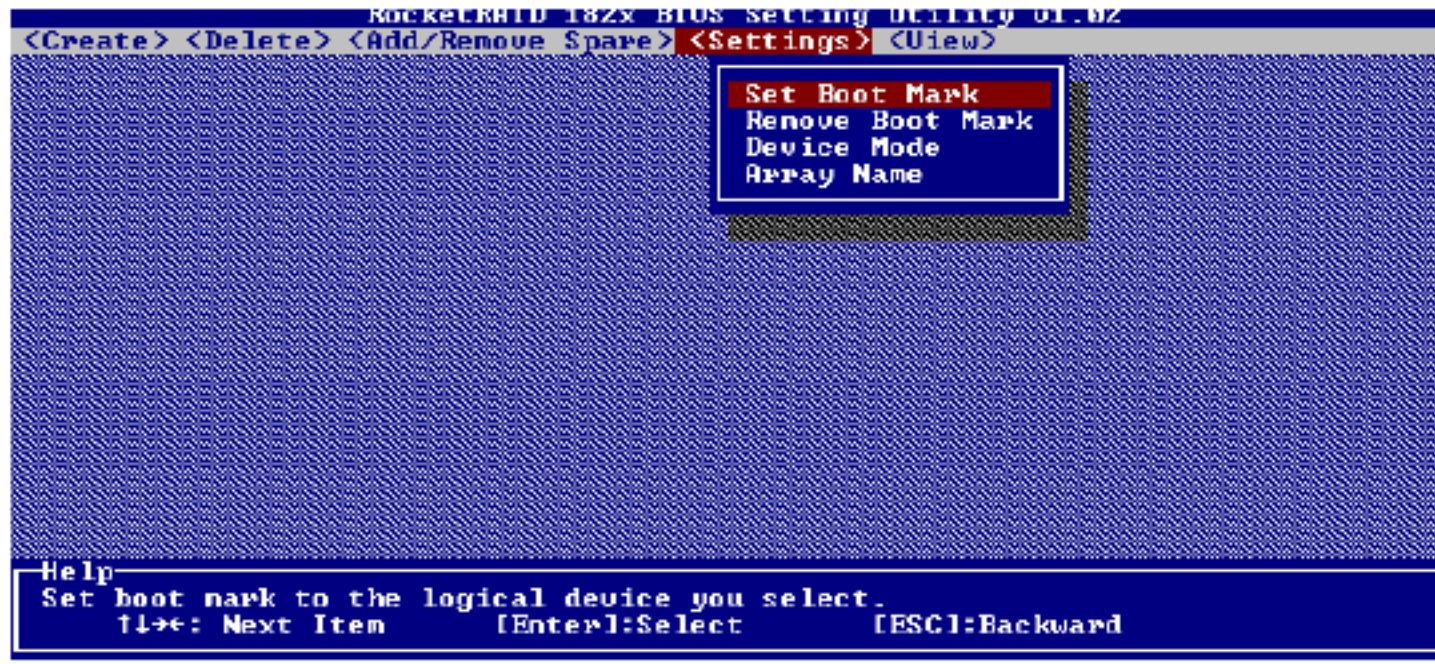 RocketRAID 182x BIOS Setting Utility v1.02
<Create> <Delete> <Add/Remove Spare> <Settings> <View>
Set Boot Mark
Remove Boot Mark
Device Mode
Array Name
Help
Set boot mark to the logical device you select.
↑↓→←: Next Item [Enter]:Select [ESC]:Backward